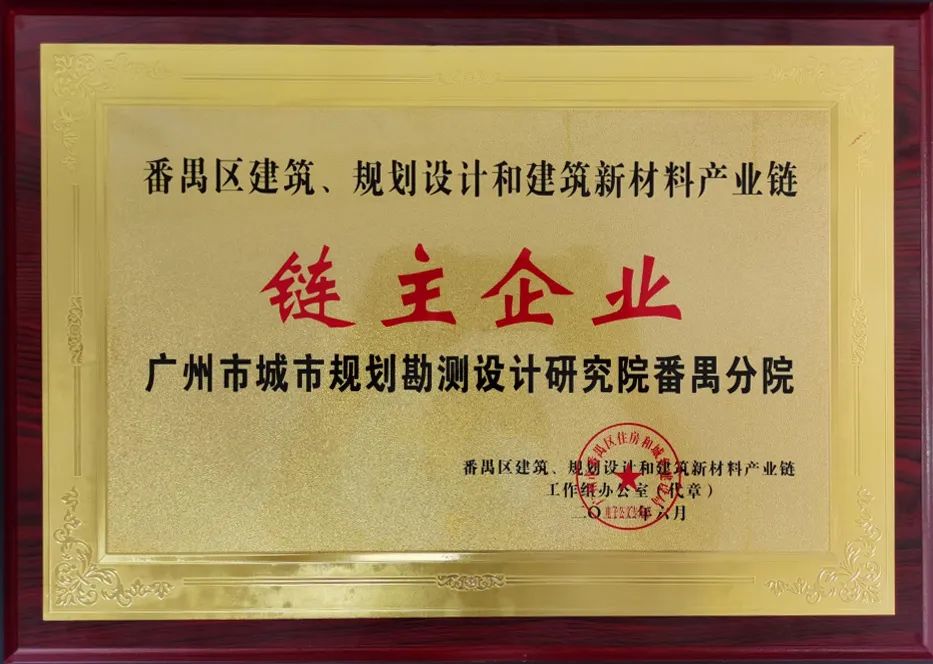 番禺区建筑、规划设计和建筑新材料产业链
链主企业
广州市城市规划勘测设计研究院番禺分院
番禺区建筑、规划设计和建筑新材料产业链
工作组办公室(代章)
二〇年六月